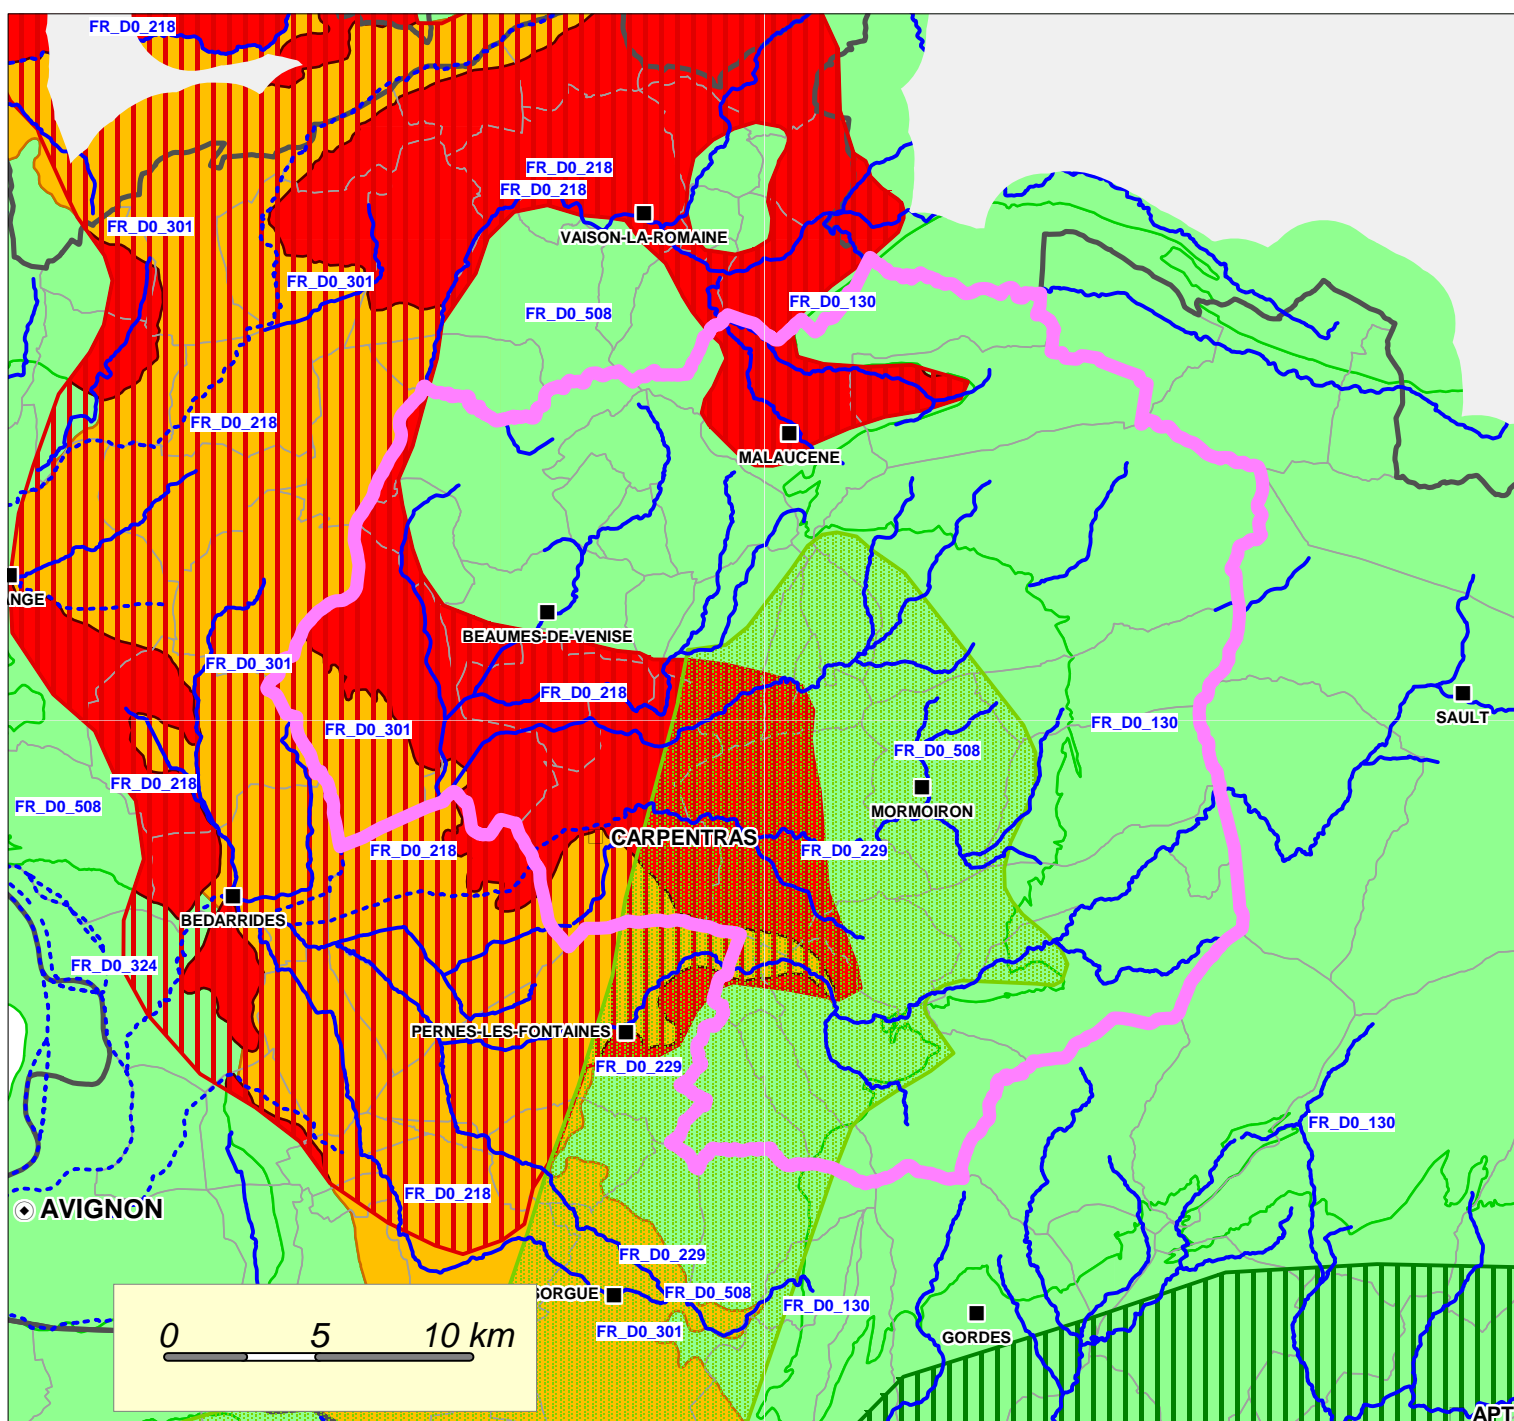 FR_D0_218
FR_D0_218
FR_D0_218
FR_D0_301
VAISON-LA-ROMAINE
FR_D0_301
FR_D0_130
FR_D0_508
FR_D0_218
MALAUCENE
ANGE
BEAUMES-DE-VENISE
FR_D0_301
FR_D0_218
SAULT
FR_D0_301
FR_D0_130
FR_D0_508
FR_D0_218
FR_D0_508
MORMOIRON
CARPENTRAS
FR_D0_218
FR_D0_229
BEDARRIDES
FR_D0_324
PERNES-LES-FONTAINES
FR_D0_229
FR_D0_130
FR_D0_218
AVIGNON
FR_D0_229
SORGUE
FR_D0_508
FR_D0_130
FR_D0_301
GORDES
0 5 10 km
APT